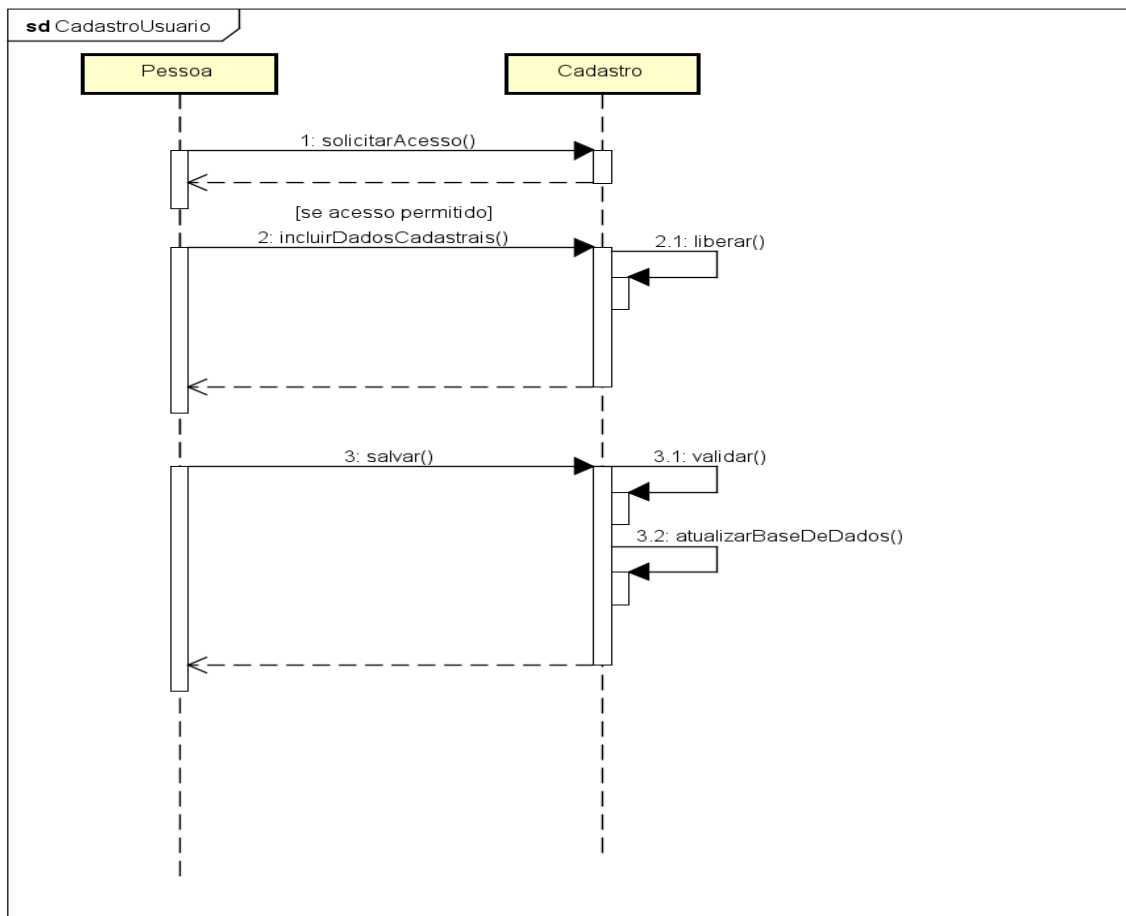 sd CadastroUsuario
Pessoa
Cadastro
1: solicitarAcesso()
[se acesso permitido]
2: incluirDadosCadastrais()
2.1: liberar()
3: salvar()
3.1: validar()
3.2: atualizarBaseDeDados()